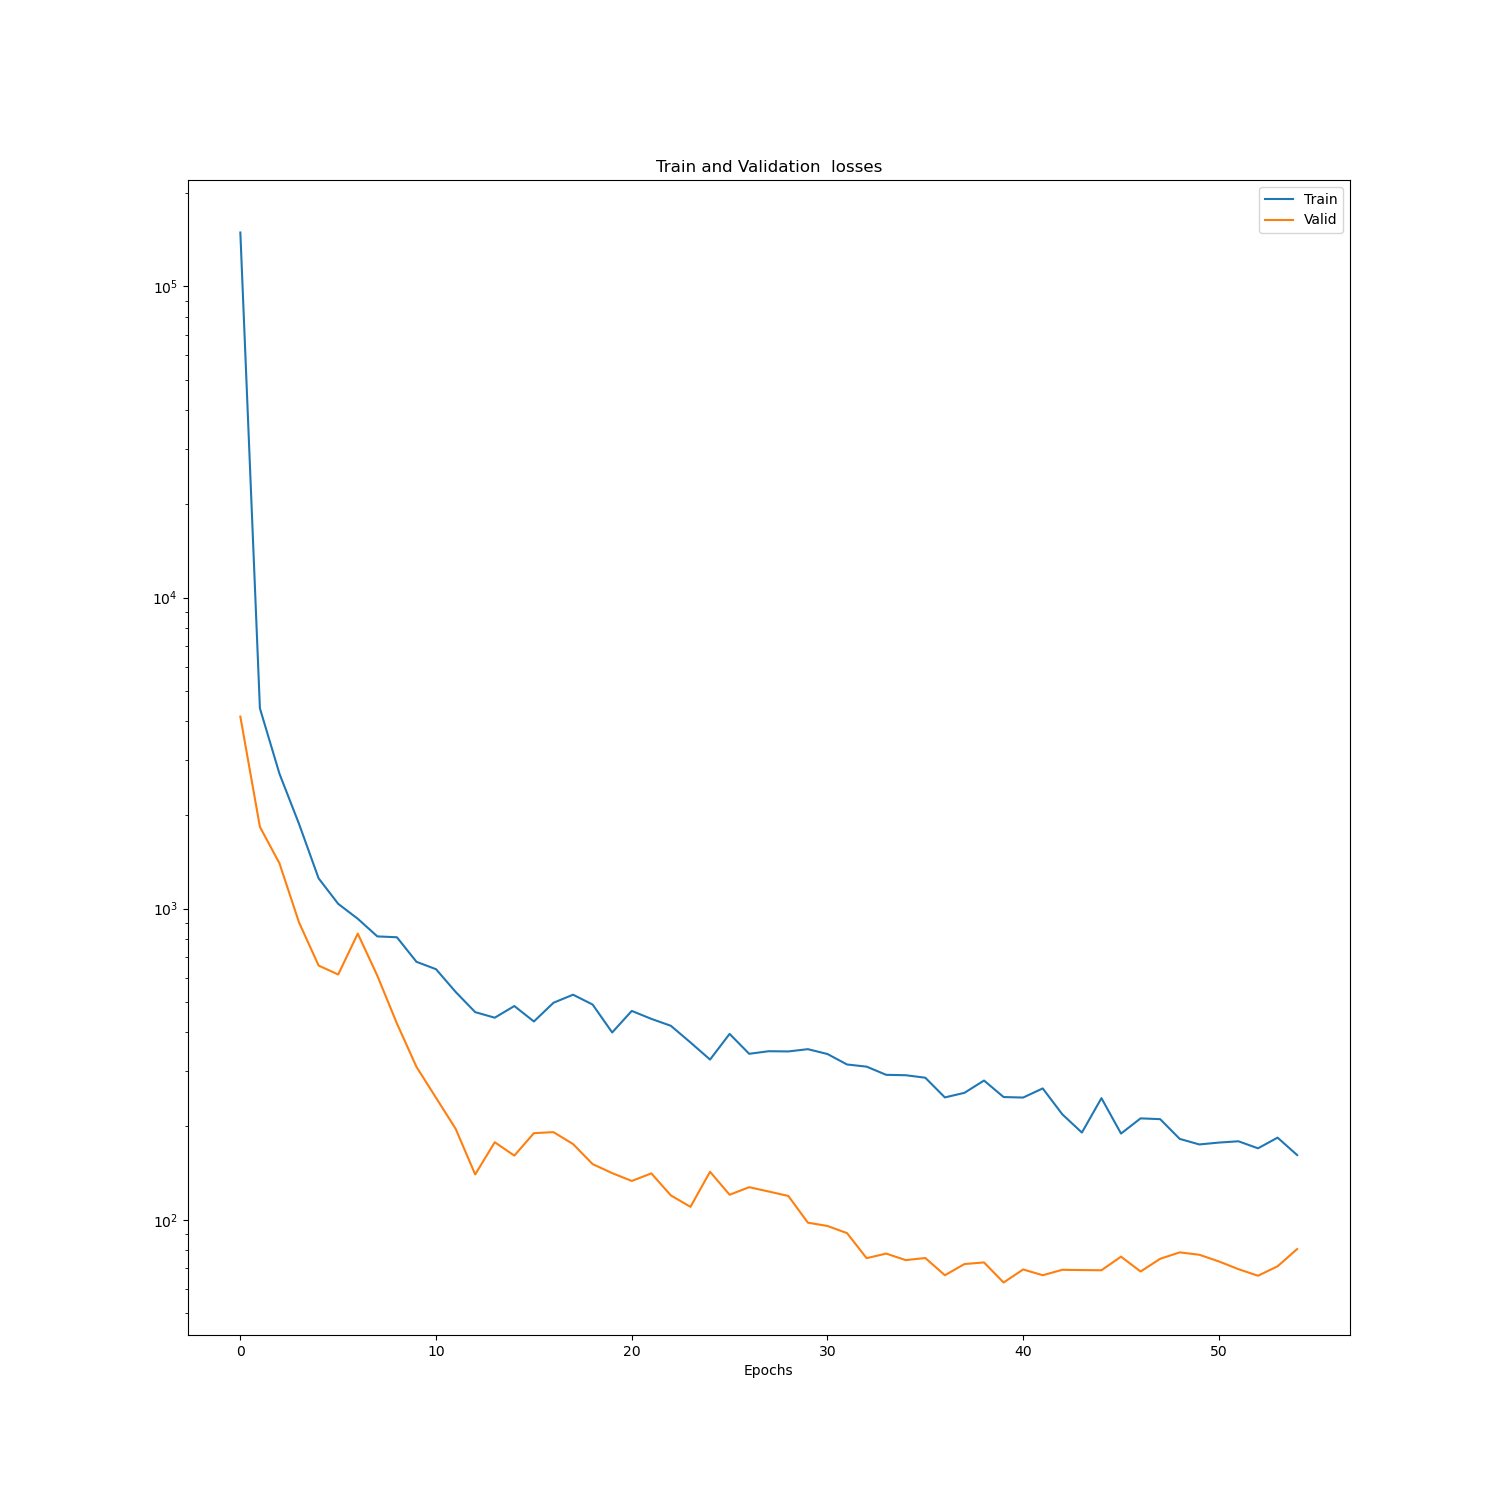 Train and Validation  losses
Train
Valid
10⁵
10⁴
10³
10²
0 10 20 30 40 50
Epochs